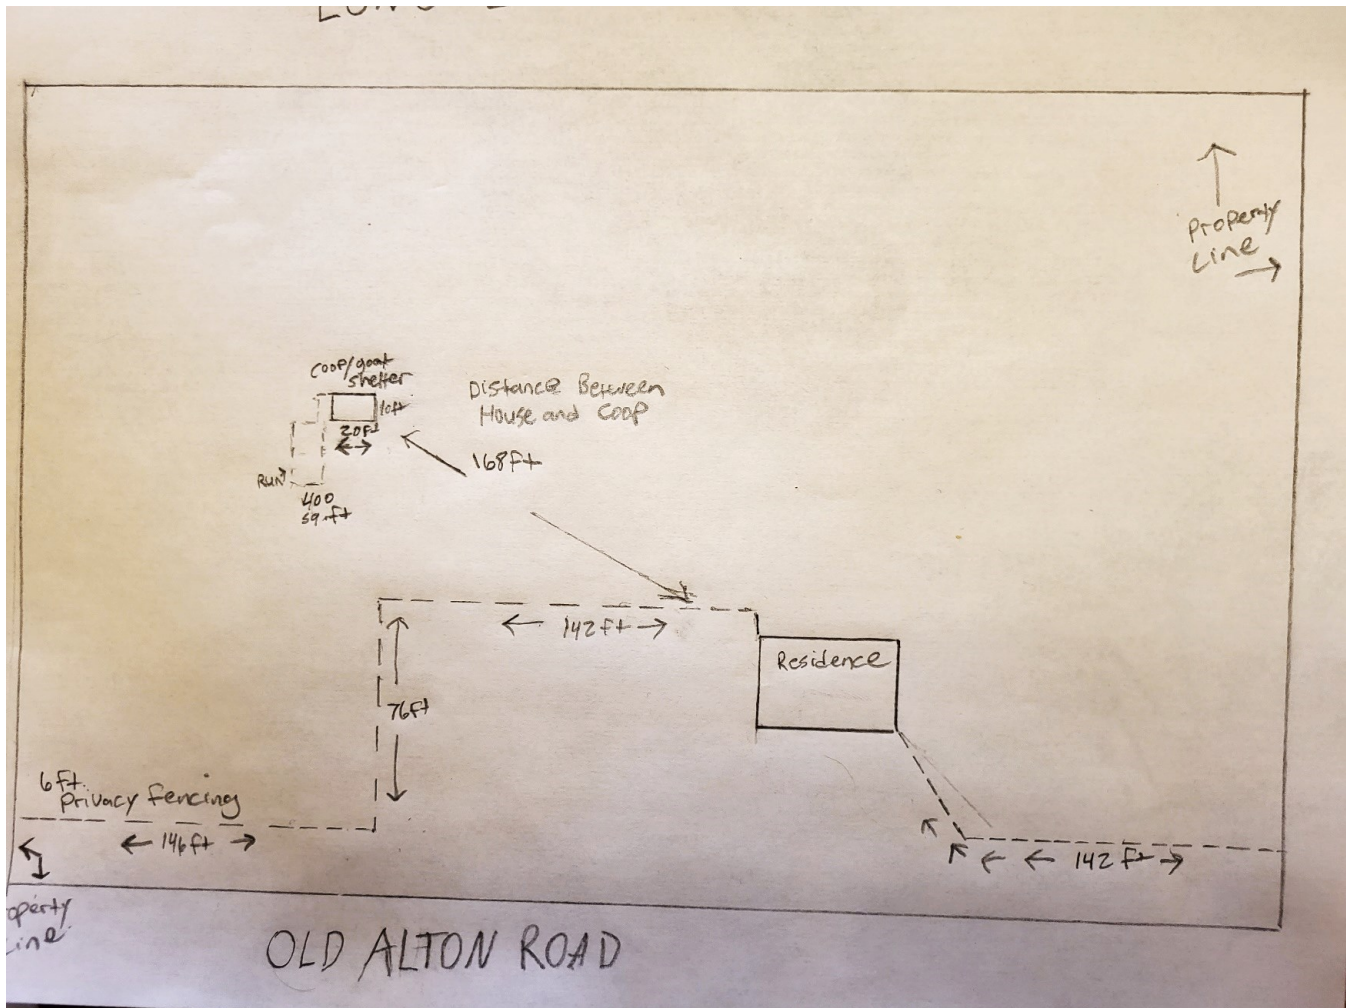 Property
Line
Coop/goat
shelter
10ft
20ft
Distance Between
House and Coop
168ft
RUN
400
sq.ft
142ft
Residence
76ft
6ft.
Privacy fencing
146ft
142ft
operty
ine
OLD ALTON ROAD